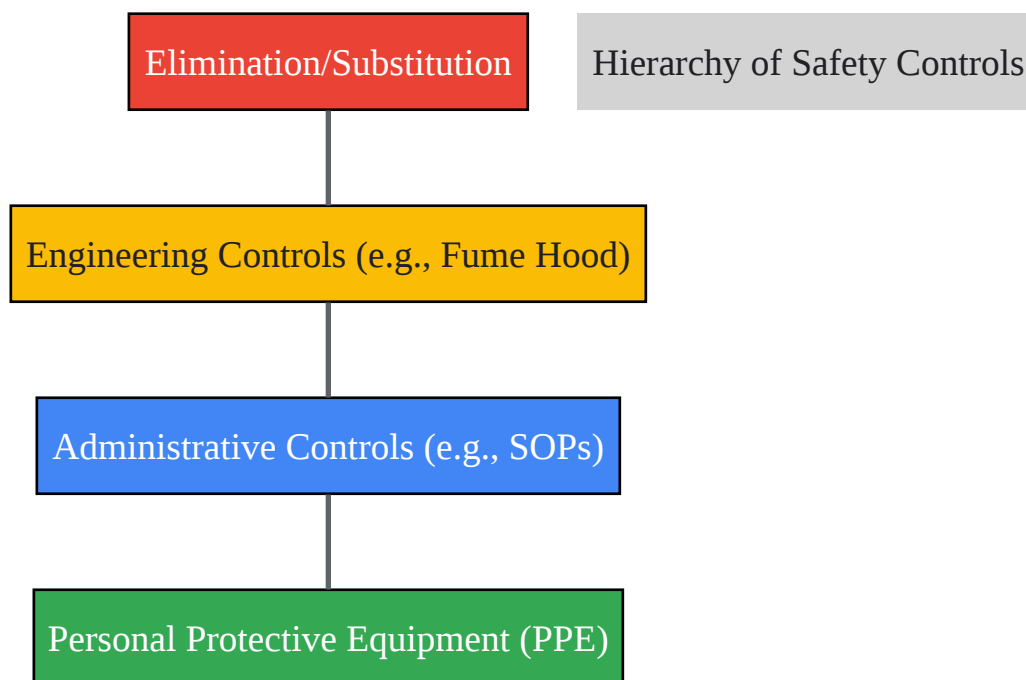 Elimination/Substitution
Hierarchy of Safety Controls
Engineering Controls (e.g., Fume Hood)
Administrative Controls (e.g., SOPs)
Personal Protective Equipment (PPE)